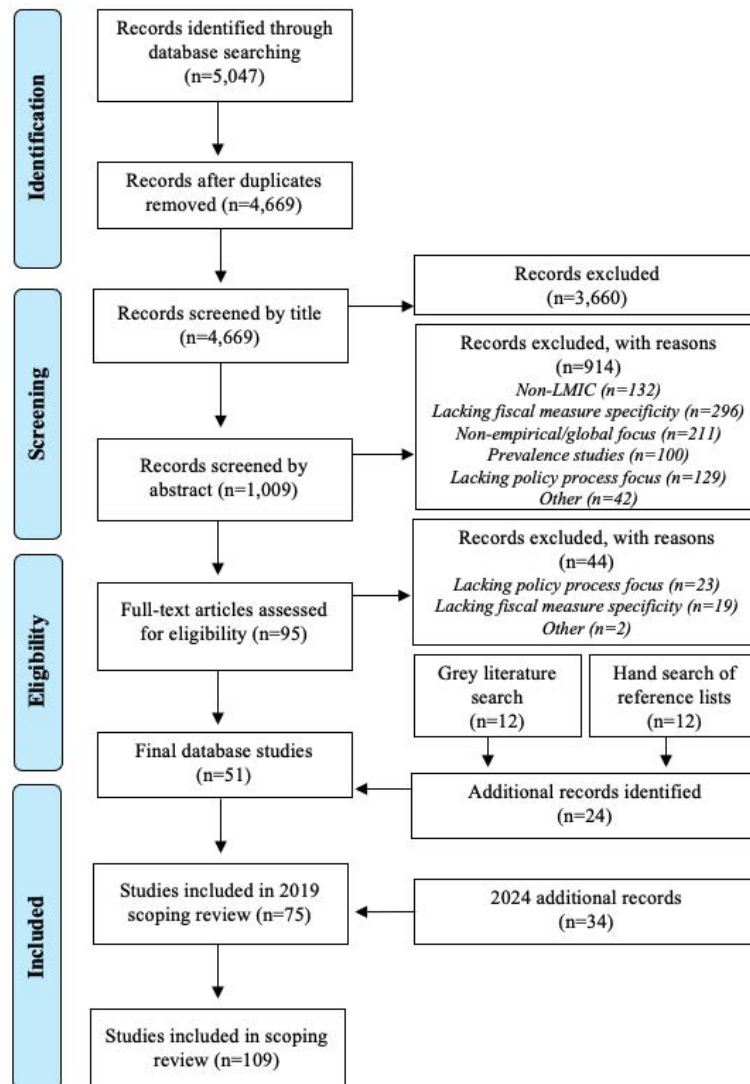 Identification
Records identified through
database searching
(n=5,047)
Records after duplicates
removed (n=4,669)
Screening
Records screened by title
(n=4,669)
Records excluded
(n=3,660)
Records screened by
abstract (n=1,009)
Records excluded, with reasons
(n=914)
Non-LMIC (n=132)
Lacking fiscal measure specificity (n=296)
Non-empirical/global focus (n=211)
Prevalence studies (n=100)
Lacking policy process focus (n=129)
Other (n=42)
Eligibility
Full-text articles assessed
for eligibility (n=95)
Records excluded, with reasons
(n=44)
Lacking policy process focus (n=23)
Lacking fiscal measure specificity (n=19)
Other (n=2)
Grey literature
search
(n=12)
Hand search of
reference lists
(n=12)
Final database studies
(n=51)
Additional records identified
(n=24)
Included
Studies included in 2019
scoping review (n=75)
2024 additional records
(n=34)
Studies included in scoping
review (n=109)